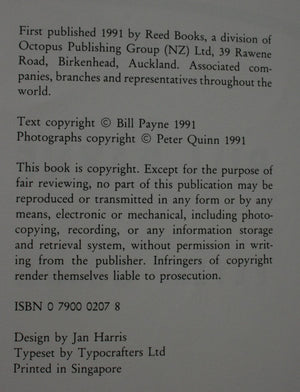 First published 1991 by Reed Books, a division of
Octopus Publishing Group (NZ) Ltd, 39 Rawene
Road, Birkenhead, Auckland. Associated com-
panies, branches and representatives throughout the
world.
Text copyright © Bill Payne 1991
Photographs copyright © Peter Quinn 1991
This book is copyright. Except for the purpose of
fair reviewing, no part of this publication may be
reproduced or transmitted in any form or by any
means, electronic or mechanical, including photo-
copying, recording, or any information storage
and retrieval system, without permission in writ-
ing from the publisher. Infringers of copyright
render themselves liable to prosecution.
ISBN 0 7900 0207 8
Design by Jan Harris
Typeset by Typocrafters Ltd
Printed in Singapore